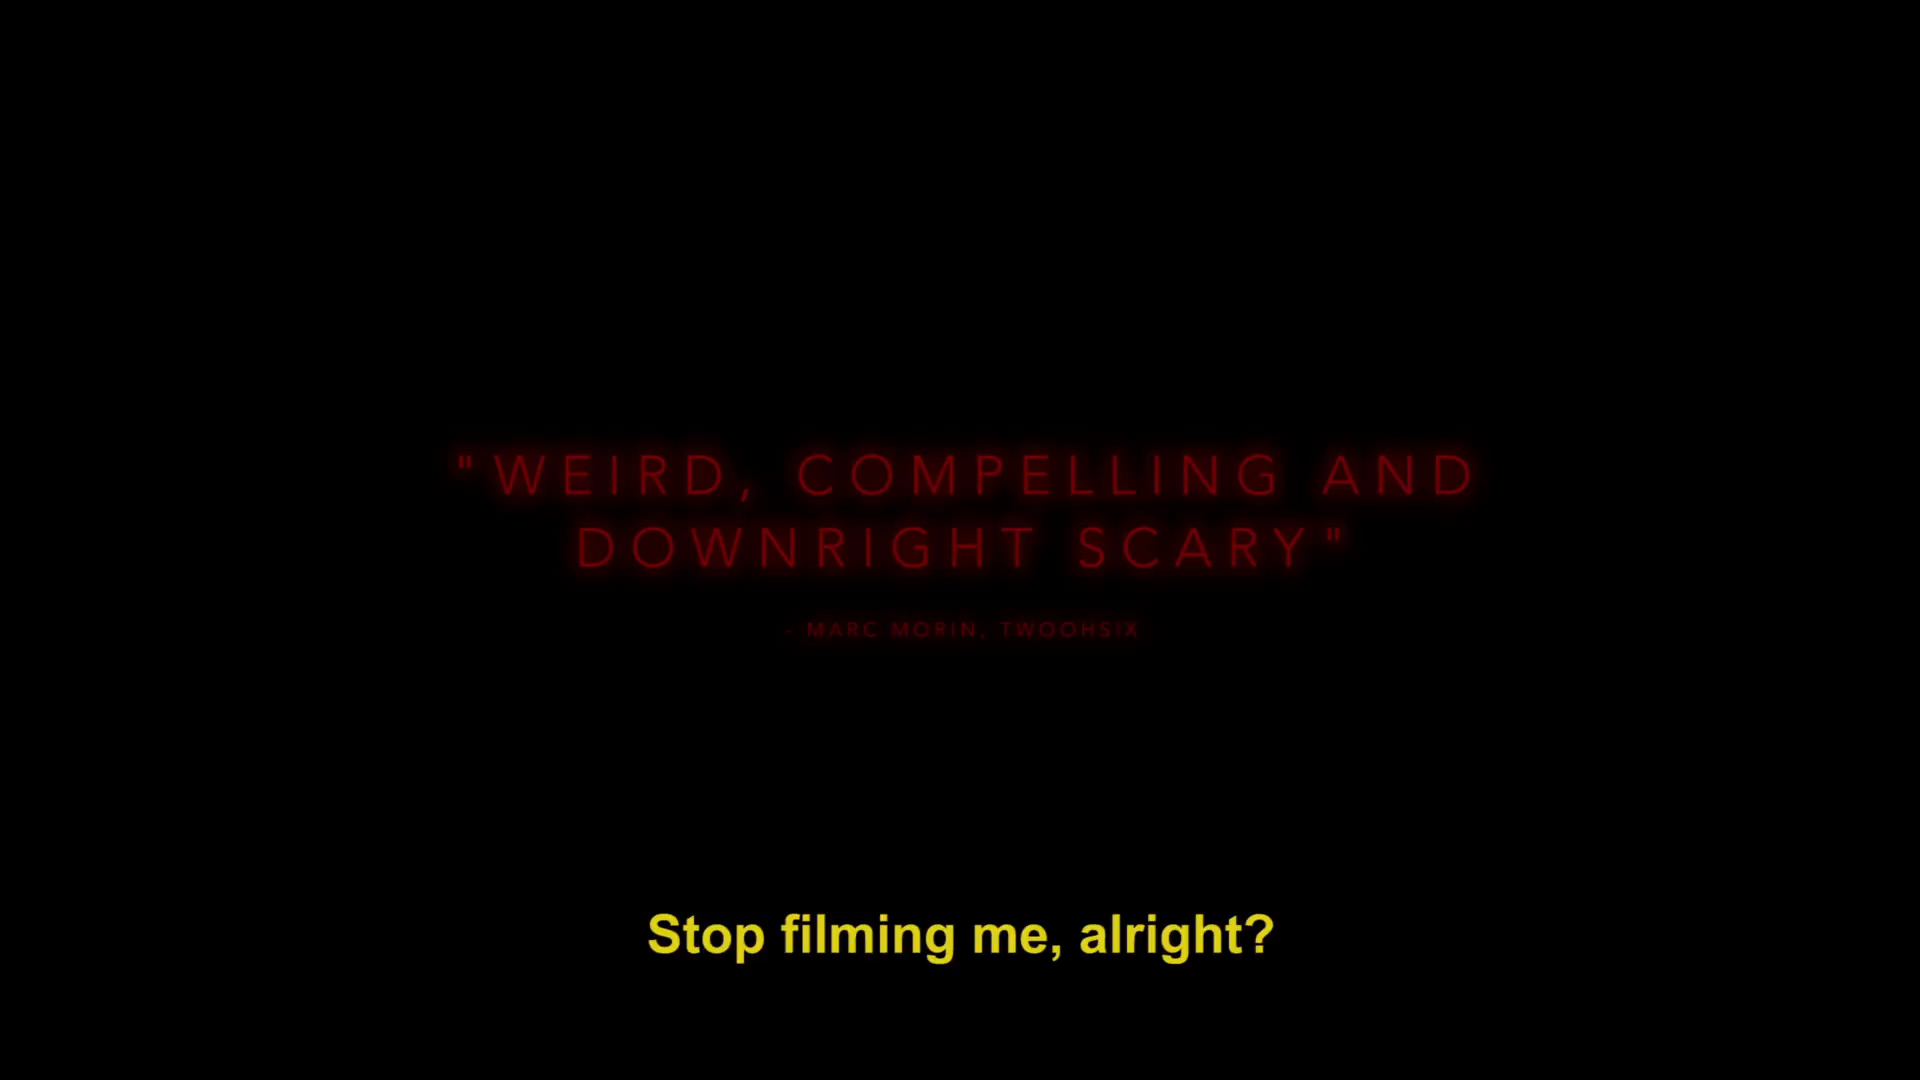 "WEIRD, COMPELLING AND
DOWNRIGHT SCARY"
- MARC MORIN, TWOOHSIX
Stop filming me, alright?